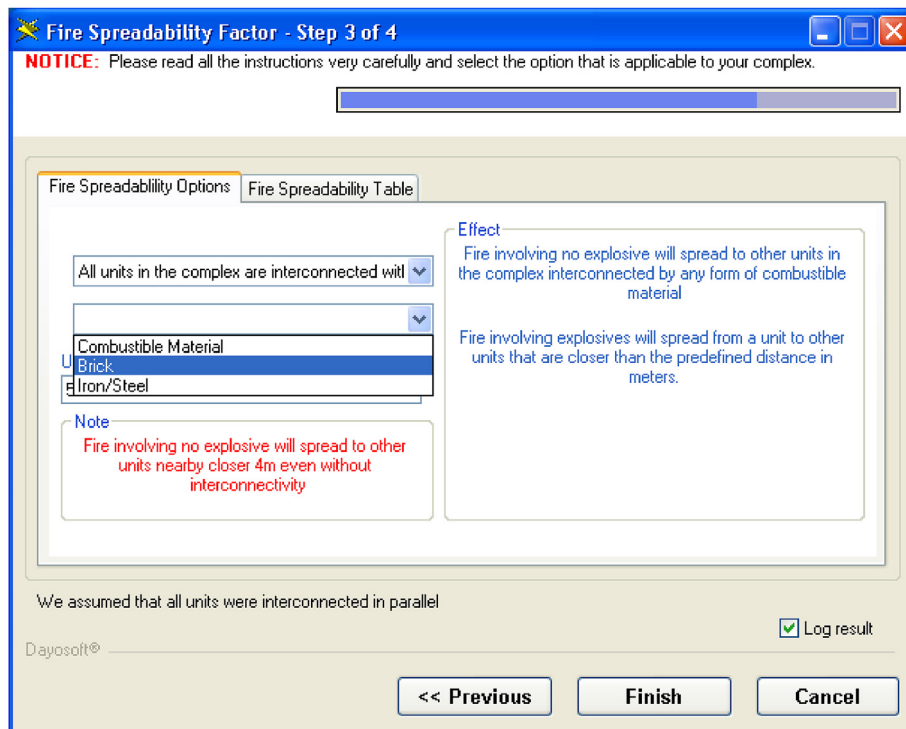 Fire Spreadability Factor - Step 3 of 4
NOTICE: Please read all the instructions very carefully and select the option that is applicable to your complex.
Fire Spreadablility Options
Fire Spreadability Table
All units in the complex are interconnected with
Combustible Material
Brick
Iron/Steel
Note
Fire involving no explosive will spread to other
units nearby closer 4m even without
interconnectivity
Effect
Fire involving no explosive will spread to other units in
the complex interconnected by any form of combustible
material
Fire involving explosives will spread from a unit to other
units that are closer than the predefined distance in
meters.
We assumed that all units were interconnected in parallel
Log result
Dayosoft®
<< Previous
Finish
Cancel